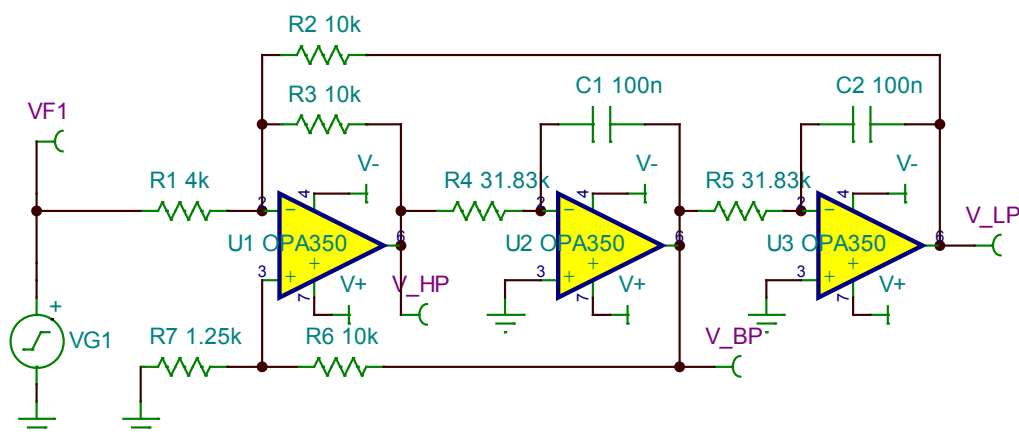 R2 10k
R3 10k
C1 100n
C2 100n
VF1
V-
V-
V-
R1 4k
R4 31.83k
R5 31.83k
2
4
2
4
2
4
U1 OPA350
U2 OPA350
U3 OPA350
6
6
6
V_LP
3
3
3
7
7
7
V+
V+
V+
V_HP
VG1
R7 1.25k
R6 10k
V_BP